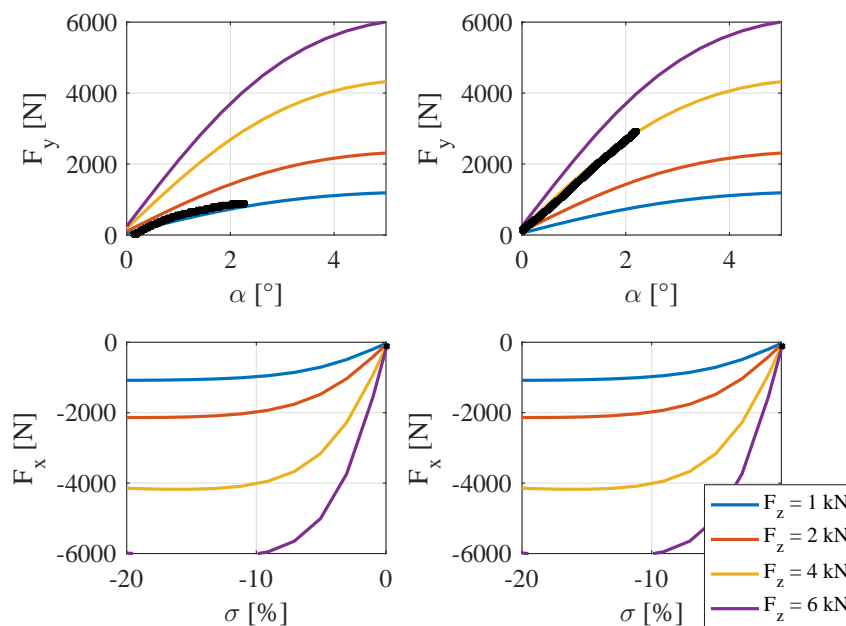 6000
4000
2000
0
F_y [N]
0 2 4
α [°]
6000
4000
2000
0
F_y [N]
0 2 4
α [°]
0
-2000
-4000
-6000
F_x [N]
-20 -10 0
σ [%]
0
-2000
-4000
-6000
F_x [N]
-20 -10
σ [%]
F_z = 1 kN
F_z = 2 kN
F_z = 4 kN
F_z = 6 kN